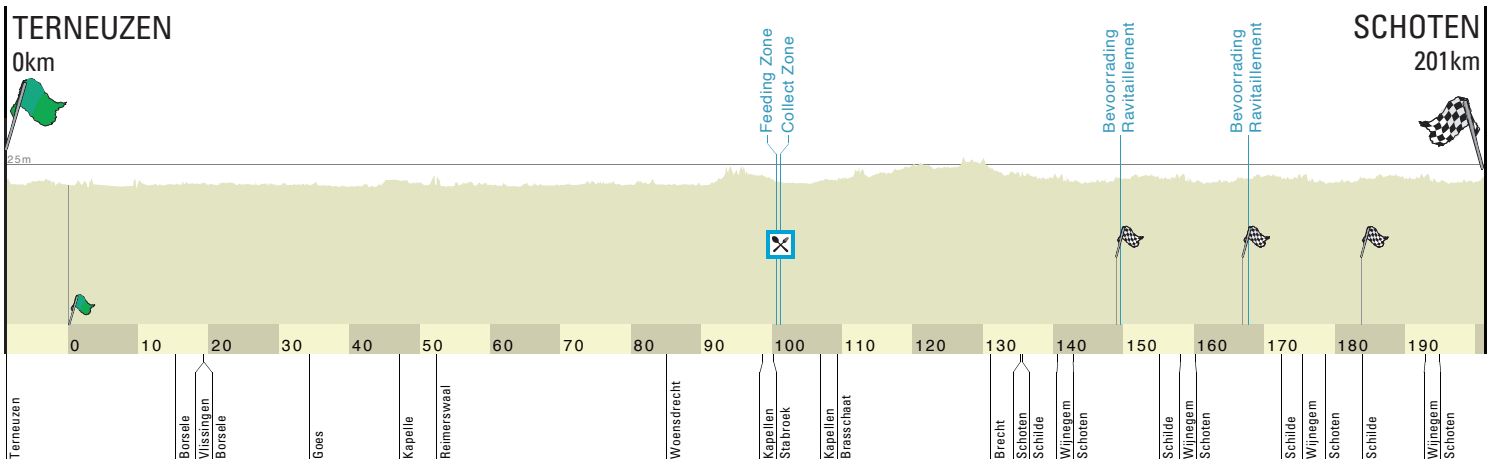 TERNEUZEN
0km
SCHOTEN
201km
Feeding Zone
Collect Zone
Bevoorrading
Ravitaillement
Bevoorrading
Ravitaillement
25m
0 10 20 30 40 50 60 70 80 90 100 110 120 130 140 150 160 170 180 190
Terneuzen
Borsele
Vlissingen
Borsele
Goes
Kapelle
Reimerswaal
Woensdrecht
Kapellen
Stabroek
Kapellen
Brasschaat
Brecht
Schoten
Schilde
Wijnegem
Schoten
Schilde
Wijnegem
Schoten
Schilde
Wijnegem
Schoten
Schilde
Wijnegem
Schoten